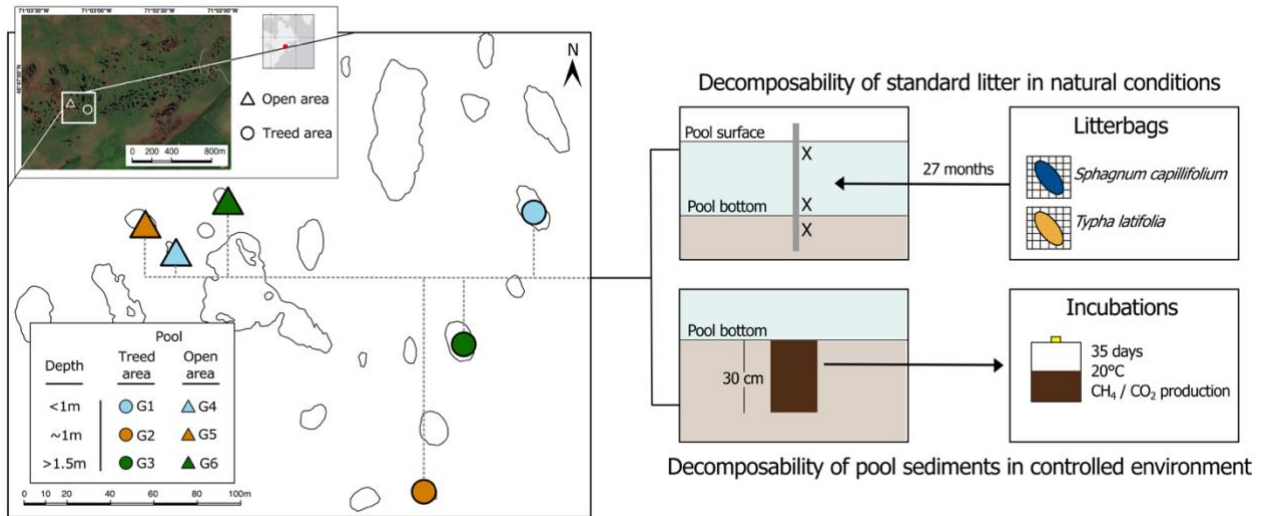 71°03'30"W 71°03'00"W 71°02'30"W 71°02'00"W
Open area
Treed area
0 200 400 800m
N
Pool
Depth Treed area Open area
<1m G1 G4
~1m G2 G5
>1.5m G3 G6
0 10 20 40 60 80 100m
Decomposability of standard litter in natural conditions
Pool surface
X
Pool bottom
X
X
27 months
Litterbags
Sphagnum capillifolium
Typha latifolia
Pool bottom
30 cm
Incubations
35 days
20°C
CH₄ / CO₂ production
Decomposability of pool sediments in controlled environment